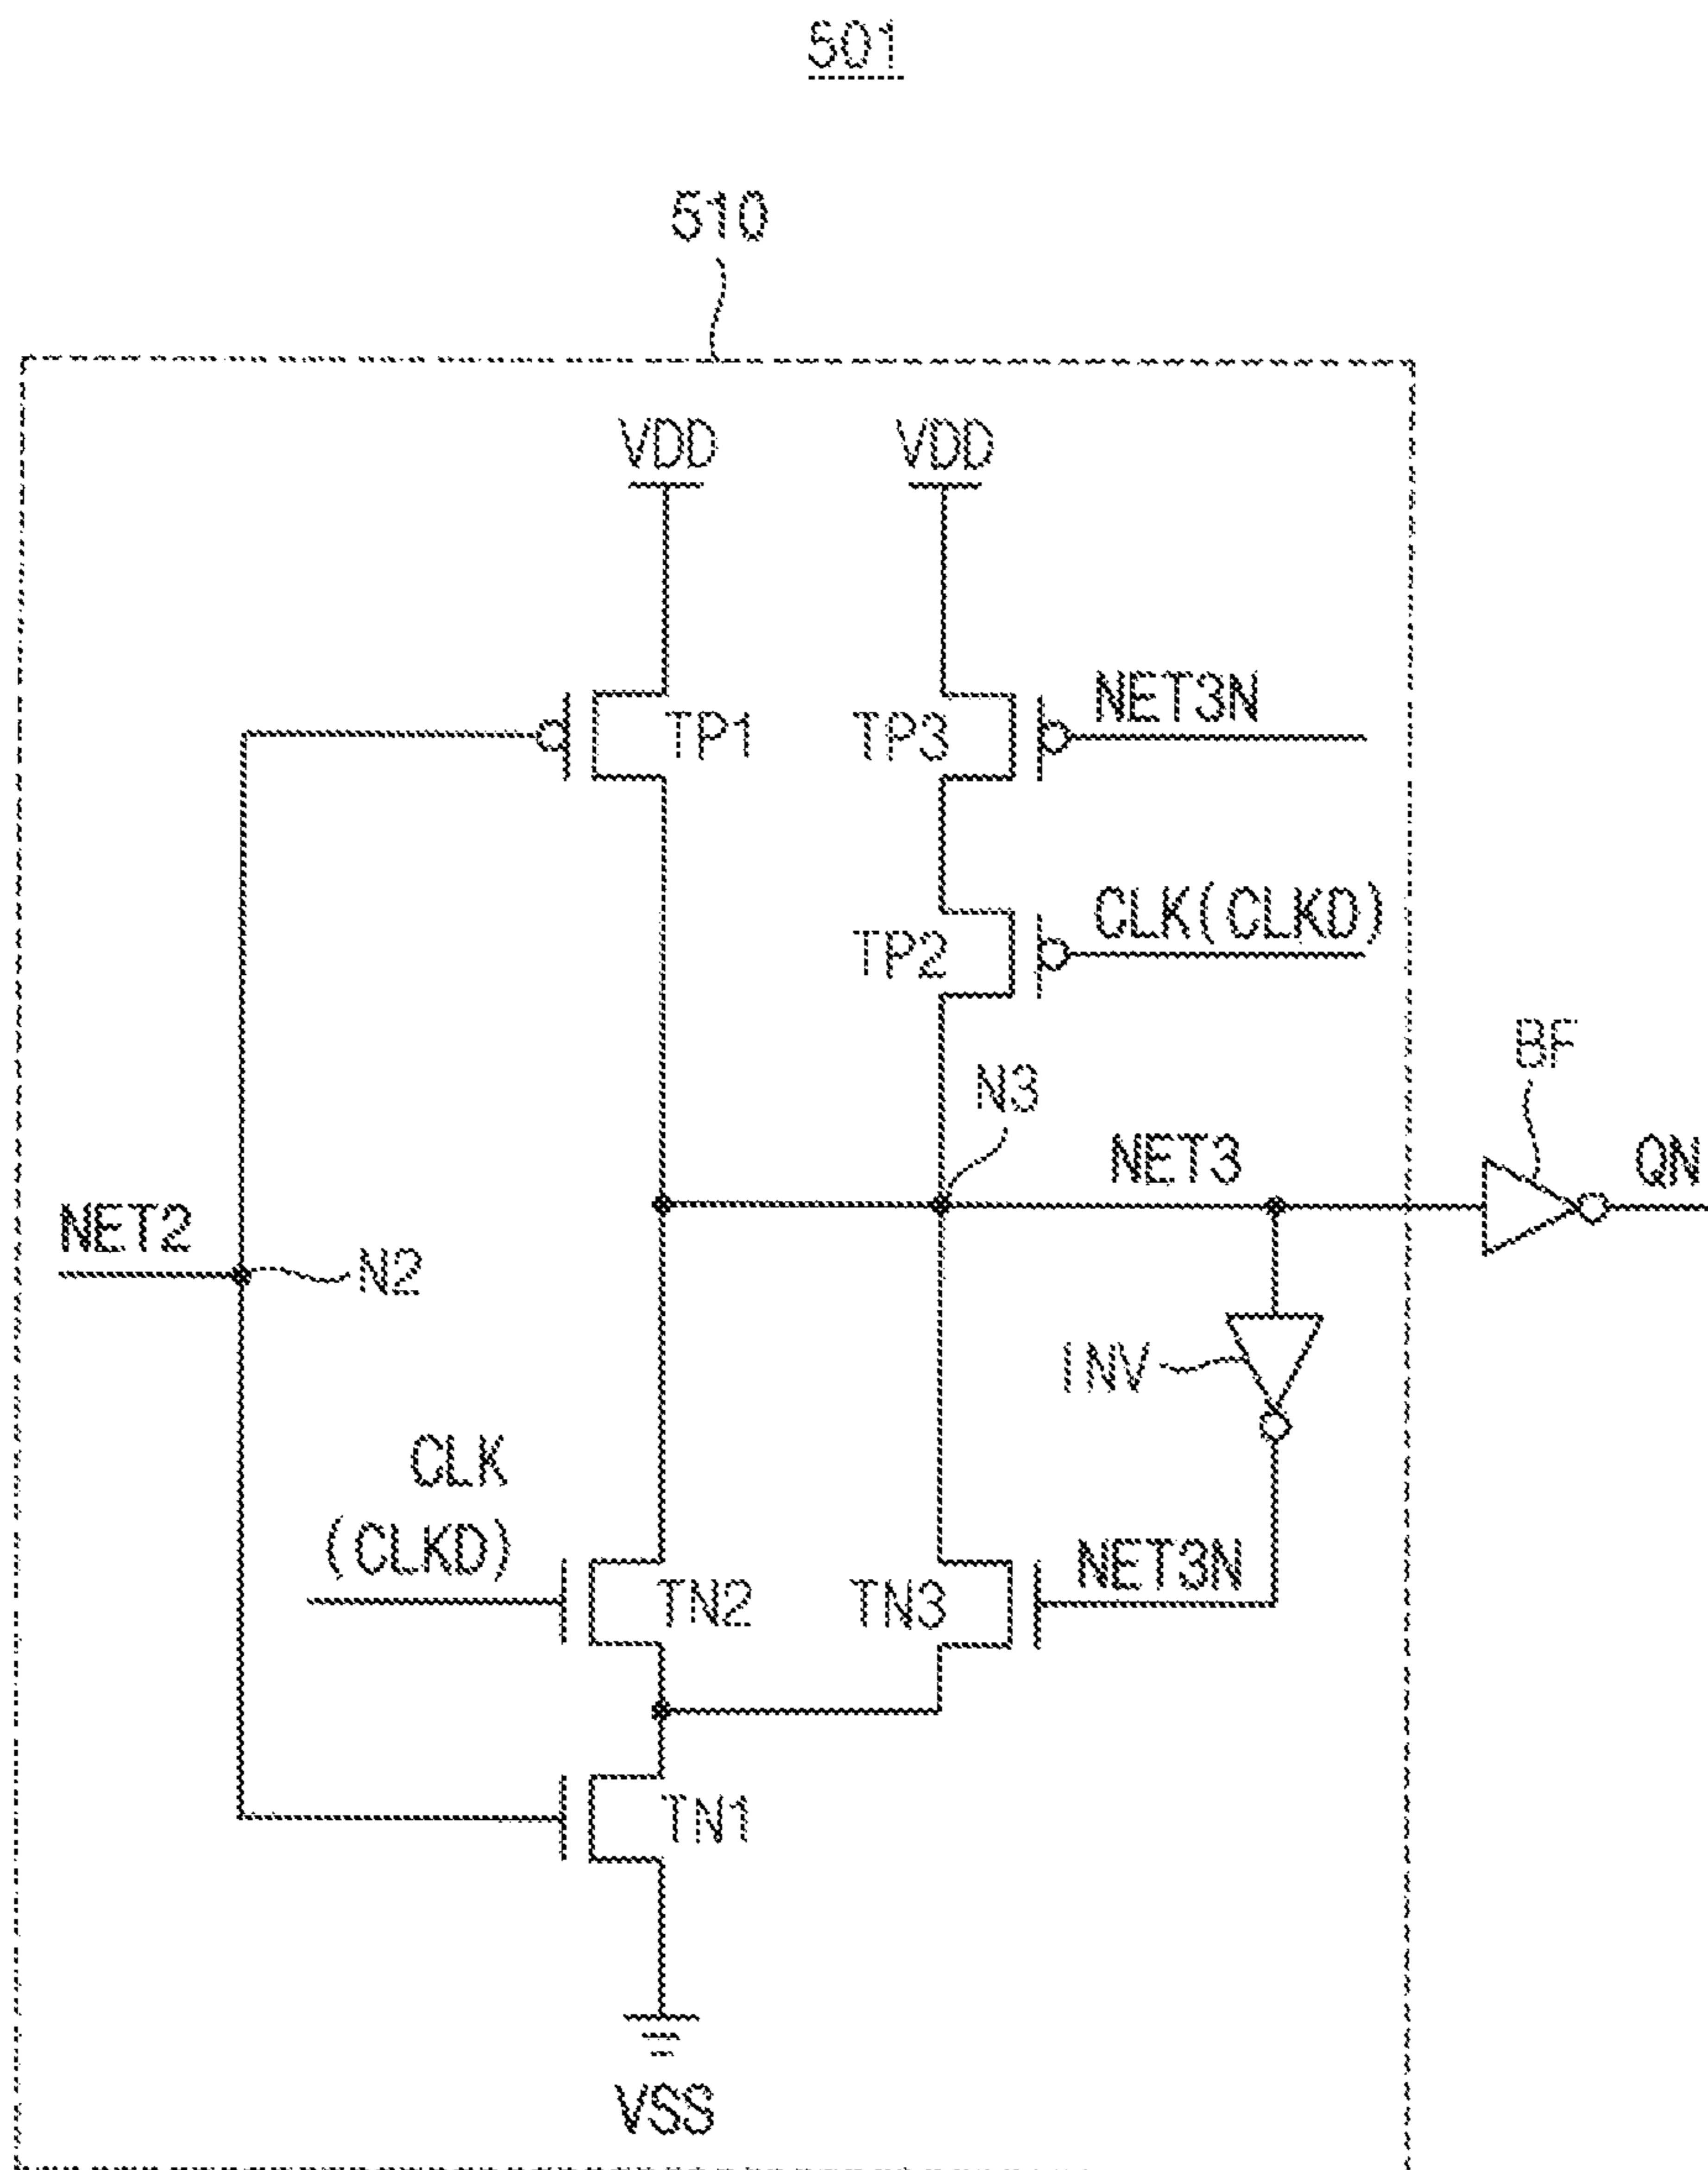 501
510
VDD VDD
TP1 TP3 NET3N
TP2 CLK(CLKD)
BF
N3
NET3 QN
NET2
N2
INV
CLK
(CLKD)
TN2 TN3 NET3N
TN1
VSS